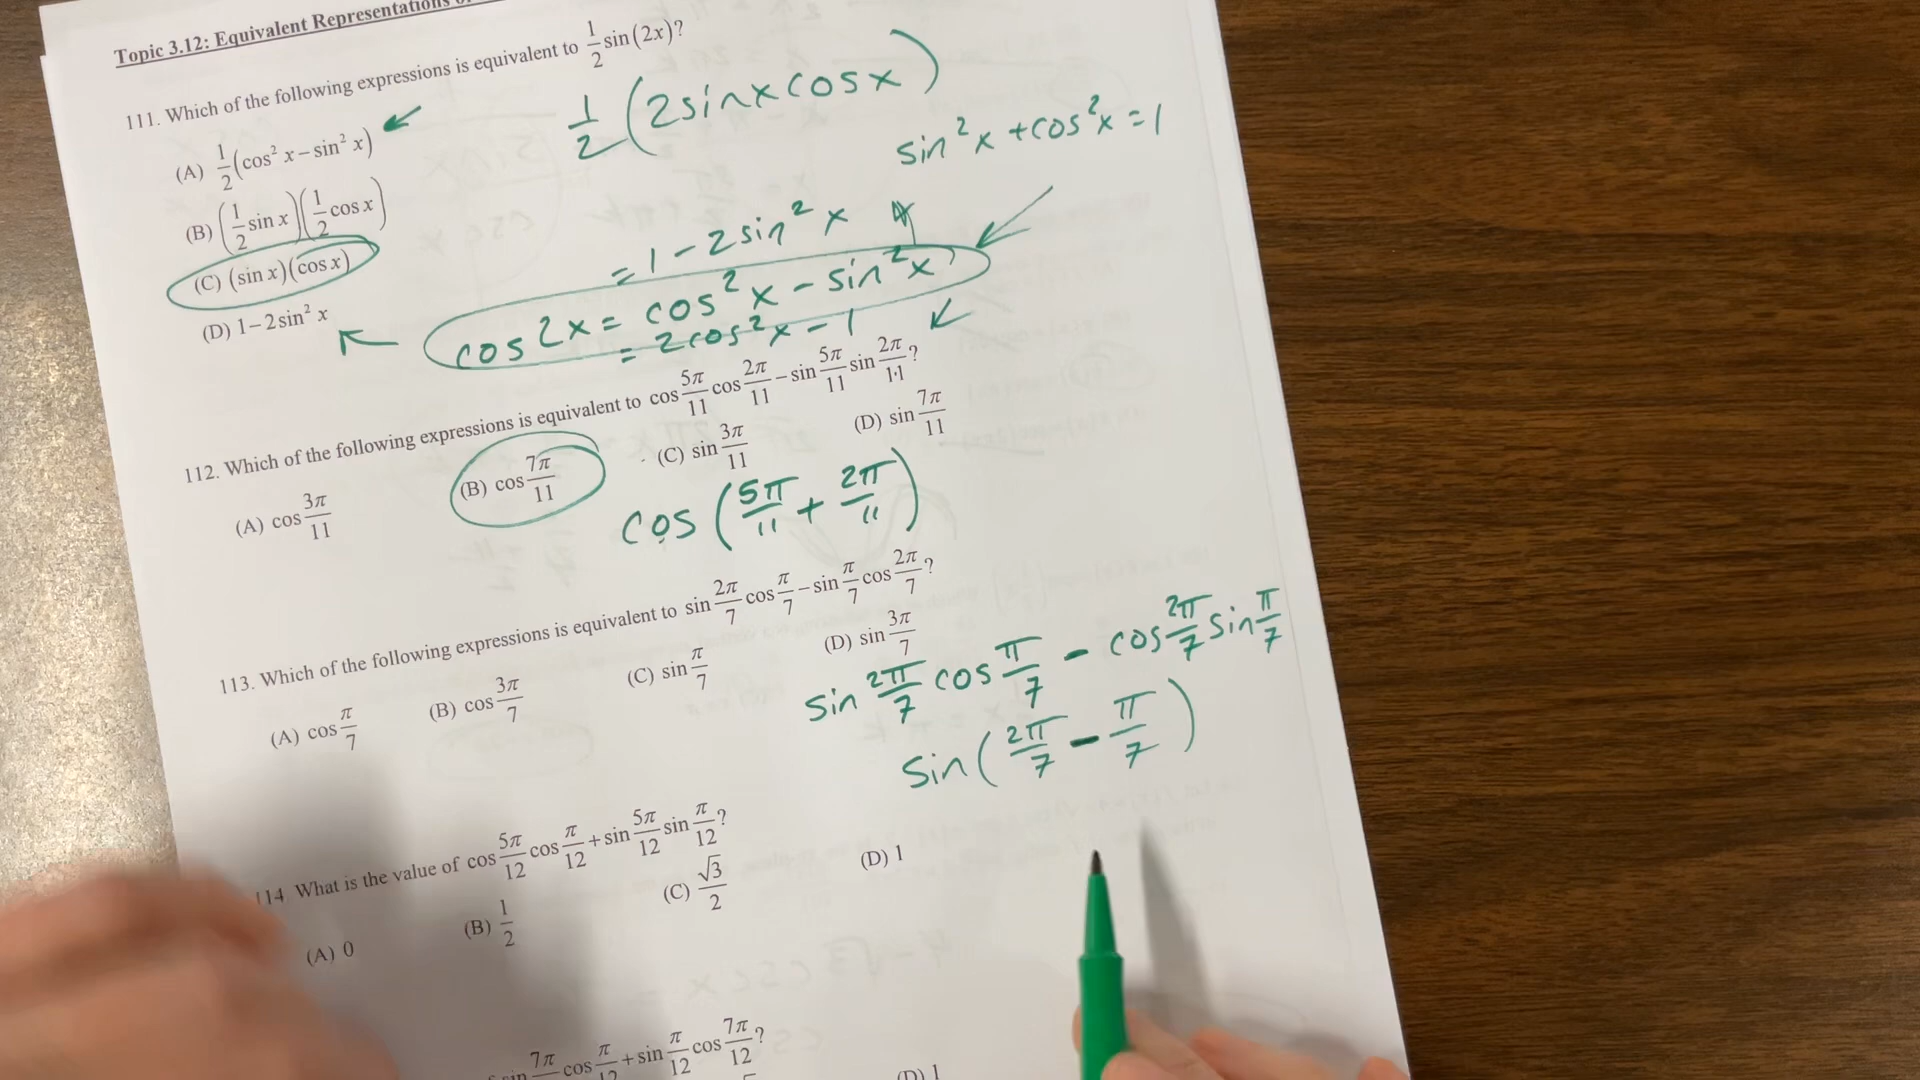 Topic 3.12: Equivalent Representations
111. Which of the following expressions is equivalent to 1/2 sin(2x)?
1/2 (2sinxcosx)
(A) 1/2(cos² x − sin² x)
sin²x + cos²x = 1
(B) (1/2 sin x)(1/2 cos x)
(C) (sin x)(cos x)
= 1 − 2sin²x
(D) 1 − 2sin² x
cos2x = cos²x − sin²x
= 2cos²x − 1
112. Which of the following expressions is equivalent to cos 5π/11 cos 2π/11 − sin 5π/11 sin 2π/11?
(A) cos 3π/11 (B) cos 7π/11 (C) sin 3π/11 (D) sin 7π/11
cos (5π/11 + 2π/11)
113. Which of the following expressions is equivalent to sin 2π/7 cos π/7 − sin π/7 cos 2π/7?
(A) cos π/7 (B) cos 3π/7 (C) sin π/7 (D) sin 3π/7
sin 2π/7 cos π/7 − cos 2π/7 sin π/7
sin (2π/7 − π/7)
114 What is the value of cos 5π/12 cos π/12 + sin 5π/12 sin π/12?
(A) 0 (B) 1/2 (C) √3/2 (D) 1
sin 7π cos π/12 + sin π/12 cos 7π/12?
(D) 1